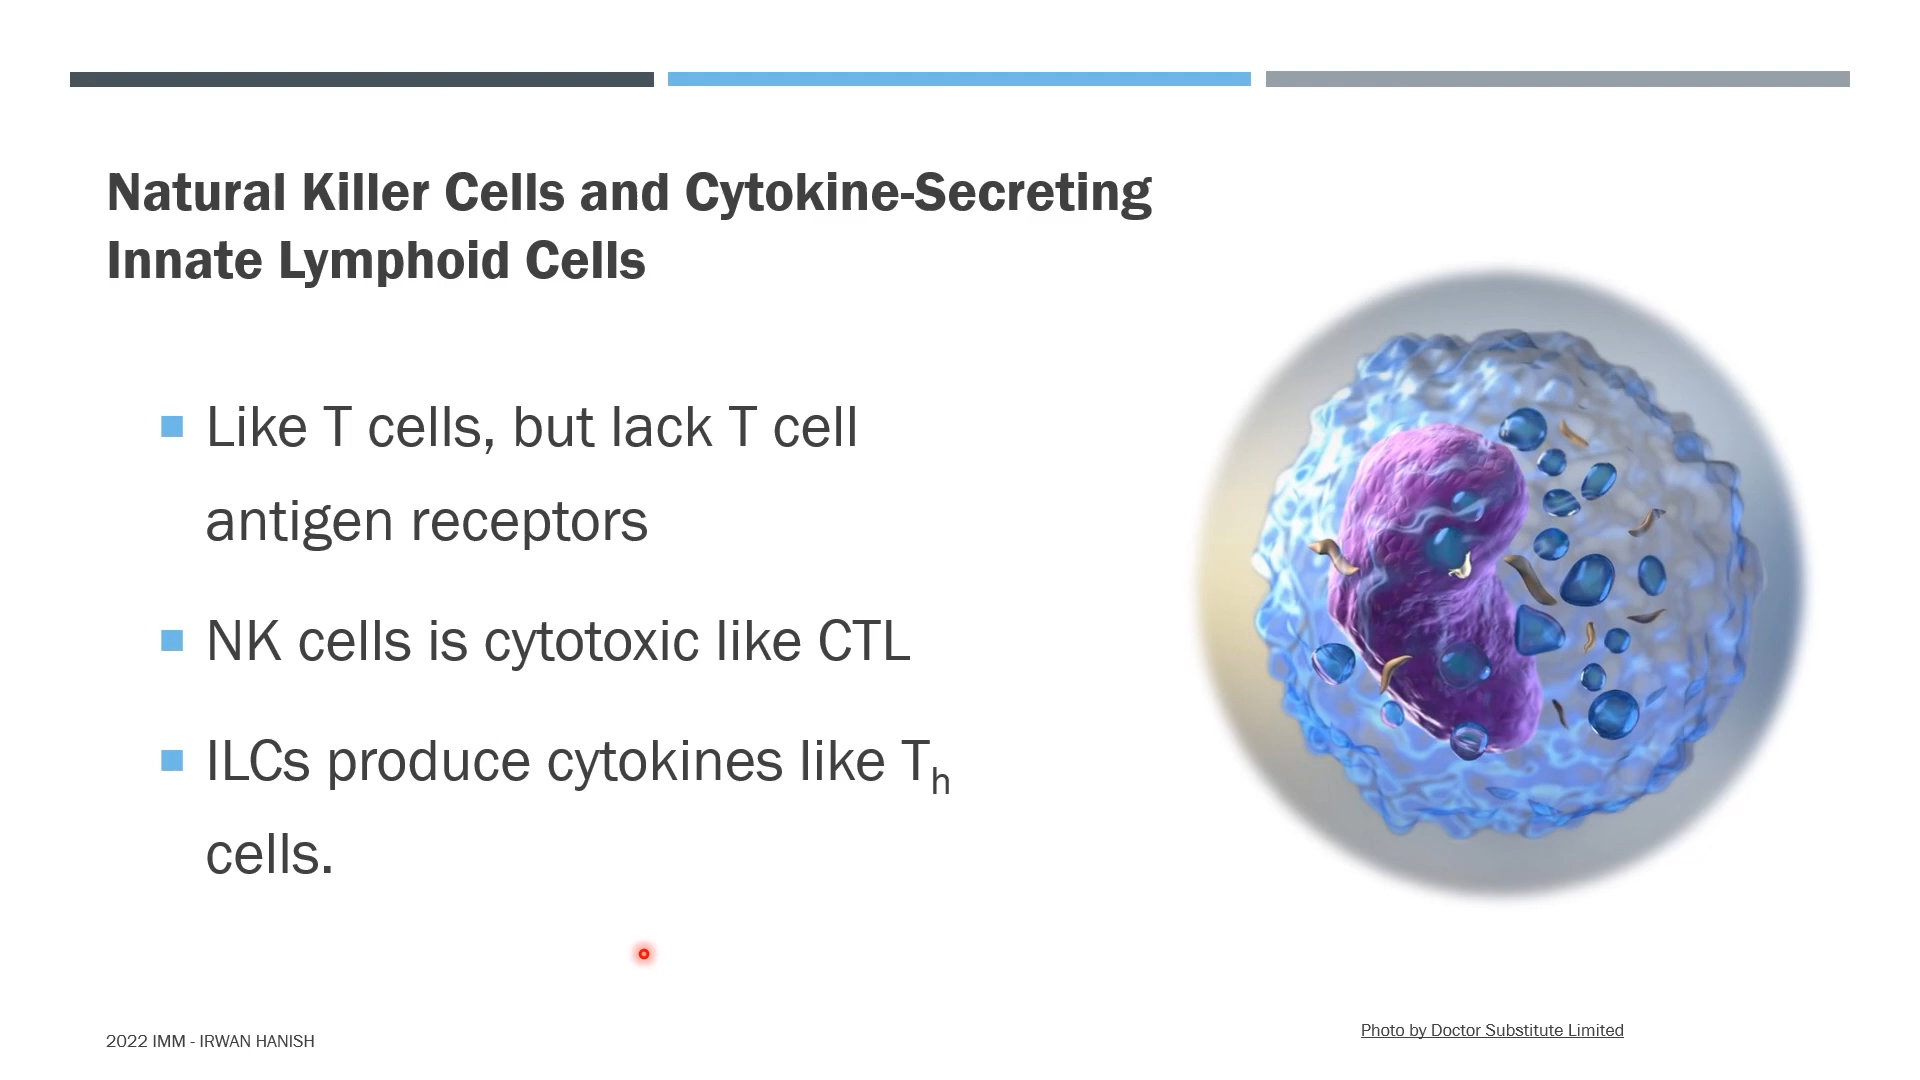 Natural Killer Cells and Cytokine-Secreting
Innate Lymphoid Cells
Like T cells, but lack T cell
antigen receptors
NK cells is cytotoxic like CTL
ILCs produce cytokines like Th
cells.
2022 IMM - IRWAN HANISH
Photo by Doctor Substitute Limited